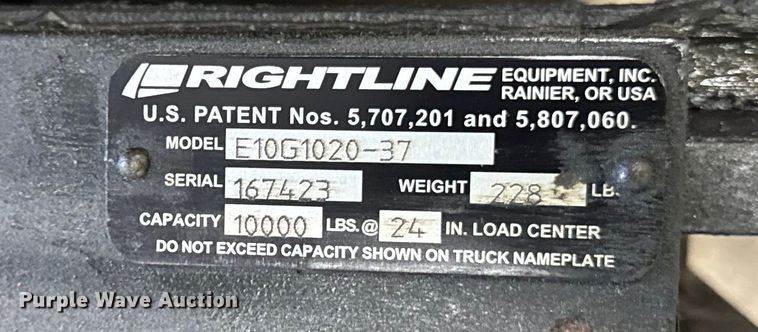 RIGHTLINE EQUIPMENT, INC.
RAINIER, OR USA
U.S. PATENT Nos. 5,707,201 and 5,807,060.
MODEL E10G1020-37
SERIAL 167423 WEIGHT 228 LB.
CAPACITY 10000 LBS.@ 24 IN. LOAD CENTER
DO NOT EXCEED CAPACITY SHOWN ON TRUCK NAMEPLATE
Purple Wave Auction